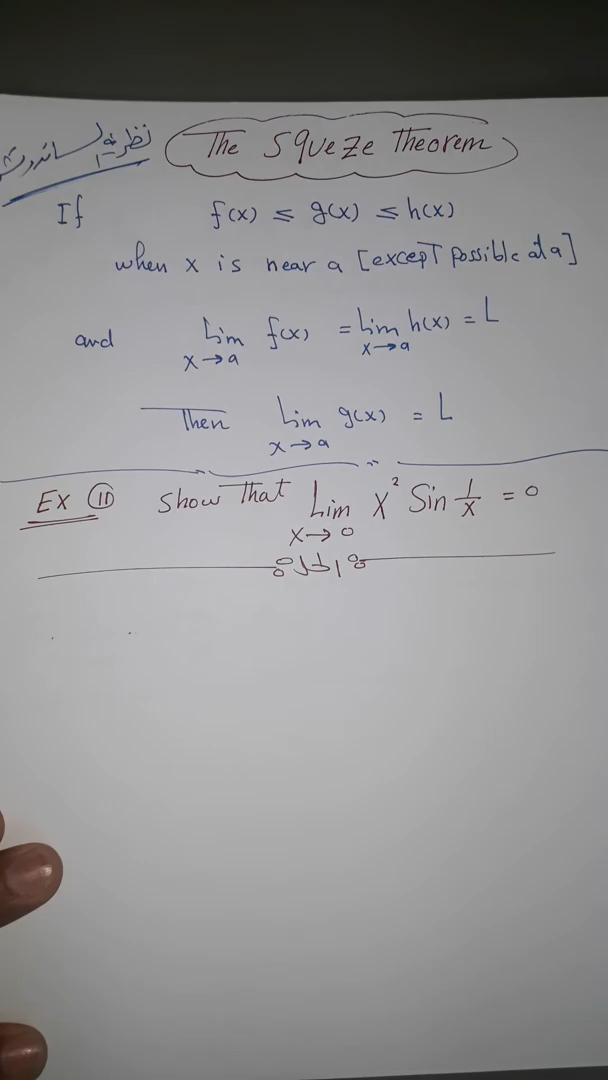 نظرية الساندوتش
The Squeze Theorem
If f(x) ≤ g(x) ≤ h(x)
when x is near a [except possible at a]
and Lim x→a f(x) = Lim x→a h(x) = L
Then Lim x→a g(x) = L
Ex 11 Show that Lim x→0 x² Sin 1/x = 0
الحل